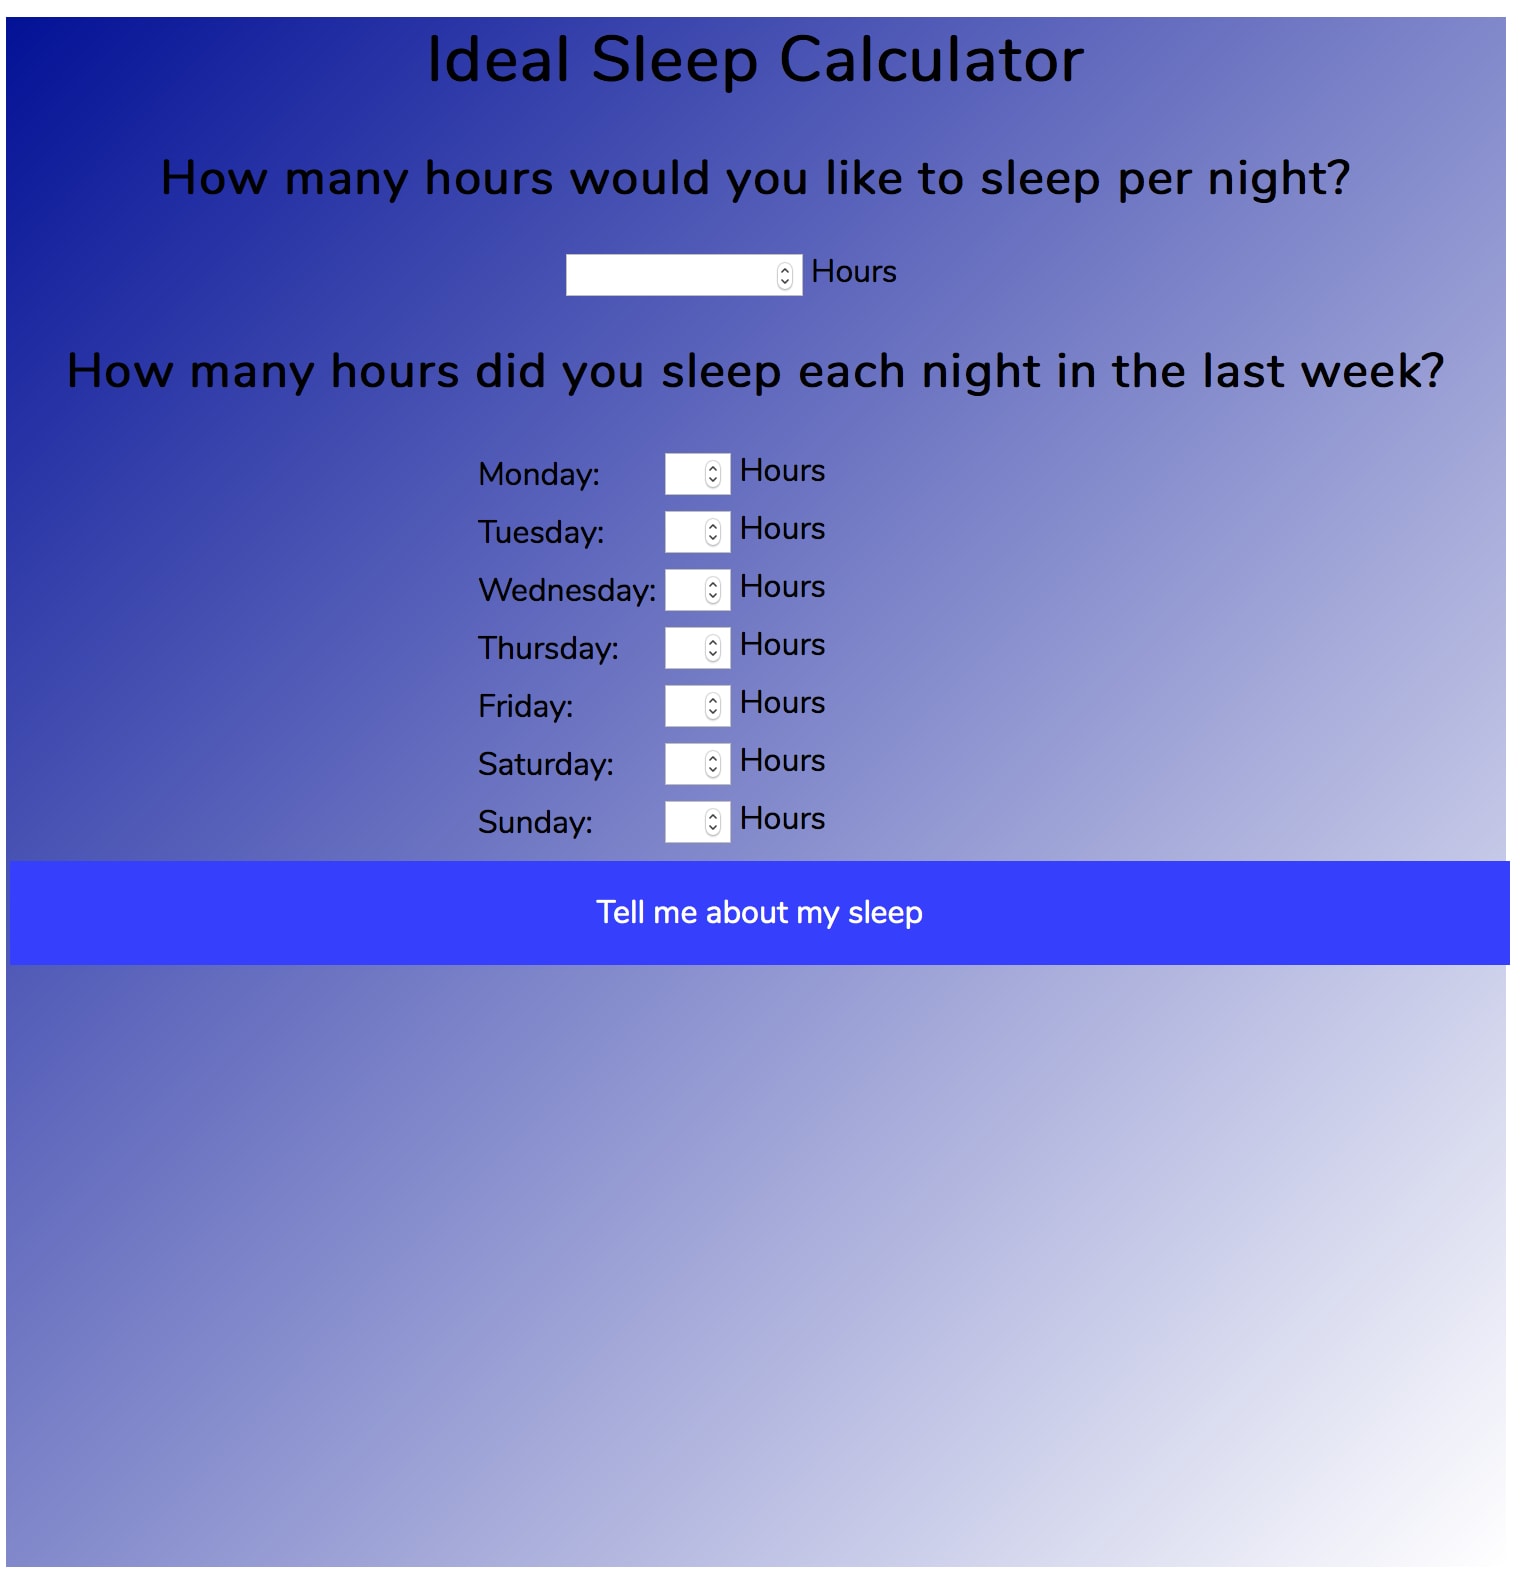 Ideal Sleep Calculator
How many hours would you like to sleep per night?
Hours
How many hours did you sleep each night in the last week?
Monday: Hours
Tuesday: Hours
Wednesday: Hours
Thursday: Hours
Friday: Hours
Saturday: Hours
Sunday: Hours
Tell me about my sleep